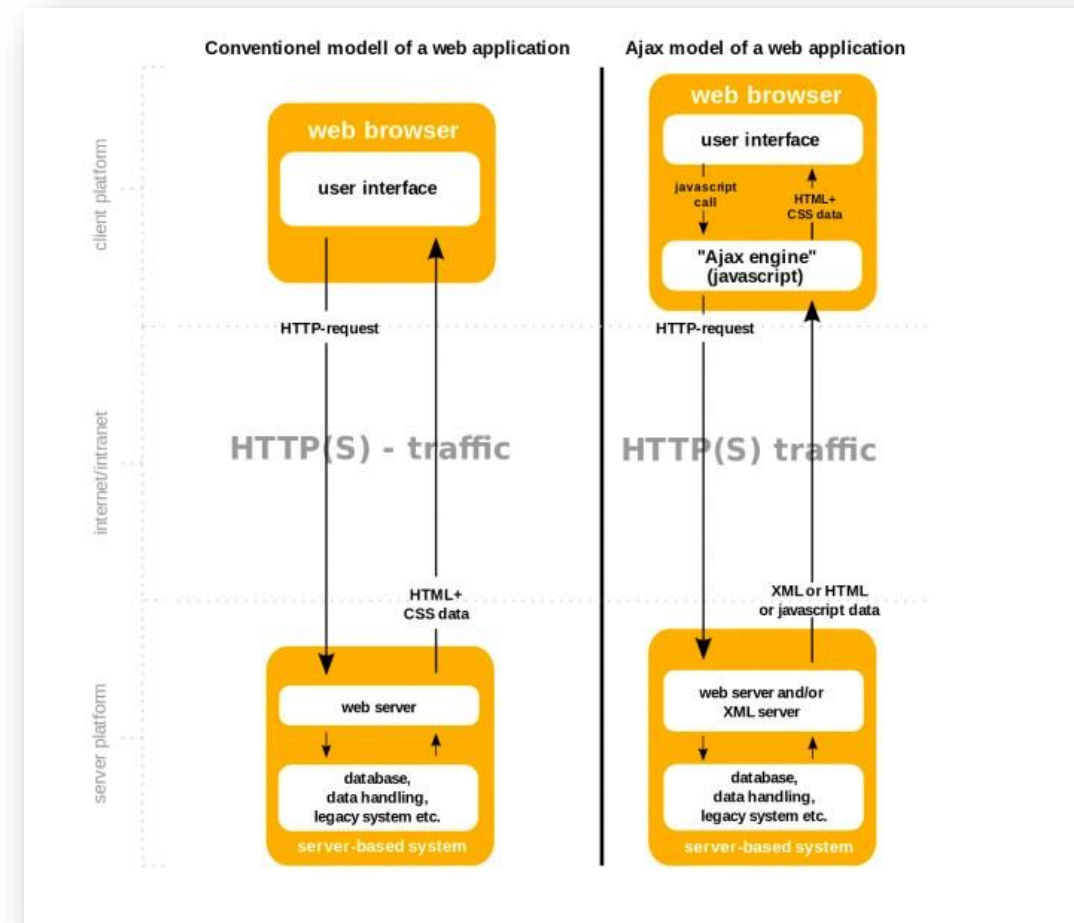 Conventionel modell of a web application
web browser
user interface
HTTP-request
HTTP(S) - traffic
HTML+
CSS data
web server
database,
data handling,
legacy system etc.
server-based system
Ajax model of a web application
web browser
user interface
javascript
call
HTML+
CSS data
"Ajax engine"
(javascript)
HTTP-request
HTTP(S) traffic
XML or HTML
or javascript data
web server and/or
XML server
database,
data handling,
legacy system etc.
server-based system
client platform
internet/intranet
server platform